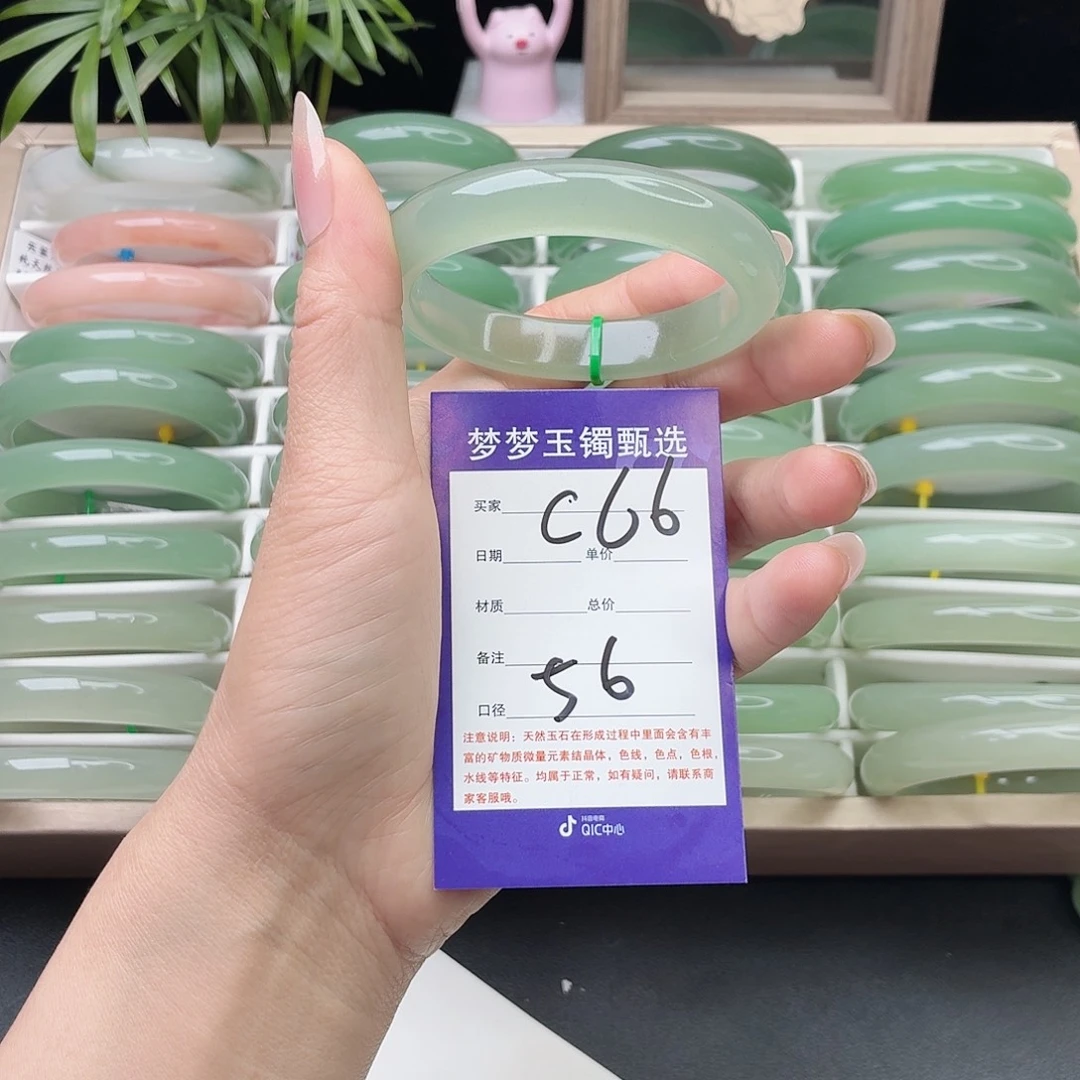 梦梦玉镯甄选
买家 C66
日期 单价
材质 总价
备注
口径 56
注意说明：天然玉石在形成过程中里面会含有丰
富的矿物质微量元素结晶体，色线，色点，色根，
水线等特征。均属于正常，如有疑问，请联系商
家客服哦。
抖音电商
QIC中心